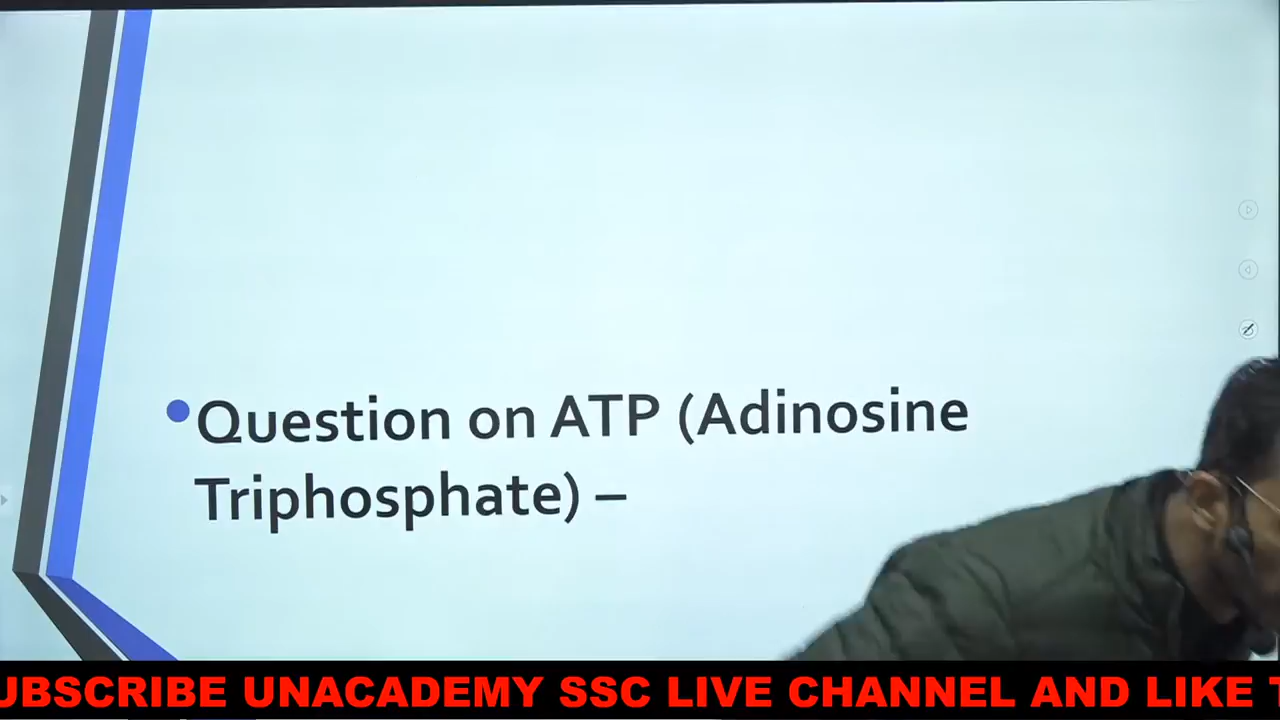 Question on ATP (Adinosine
Triphosphate) –
UBSCRIBE UNACADEMY SSC LIVE CHANNEL AND LIKE T